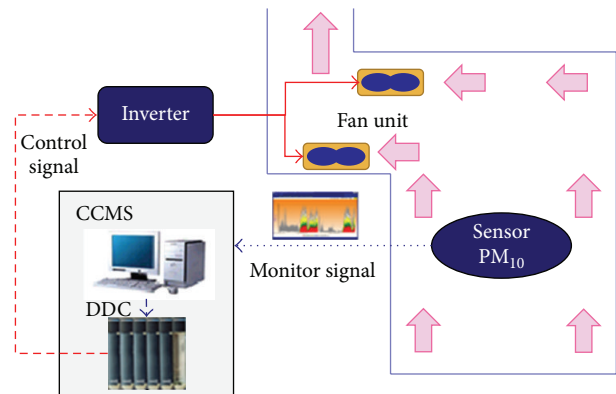 Inverter
Fan unit
Control
signal
CCMS
Sensor
PM₁₀
Monitor signal
DDC